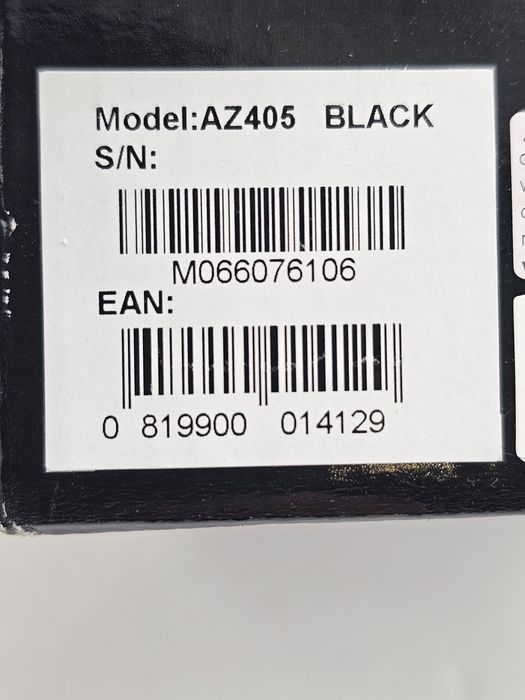 Model:AZ405 BLACK
S/N:
M066076106
EAN:
0 819900 014129